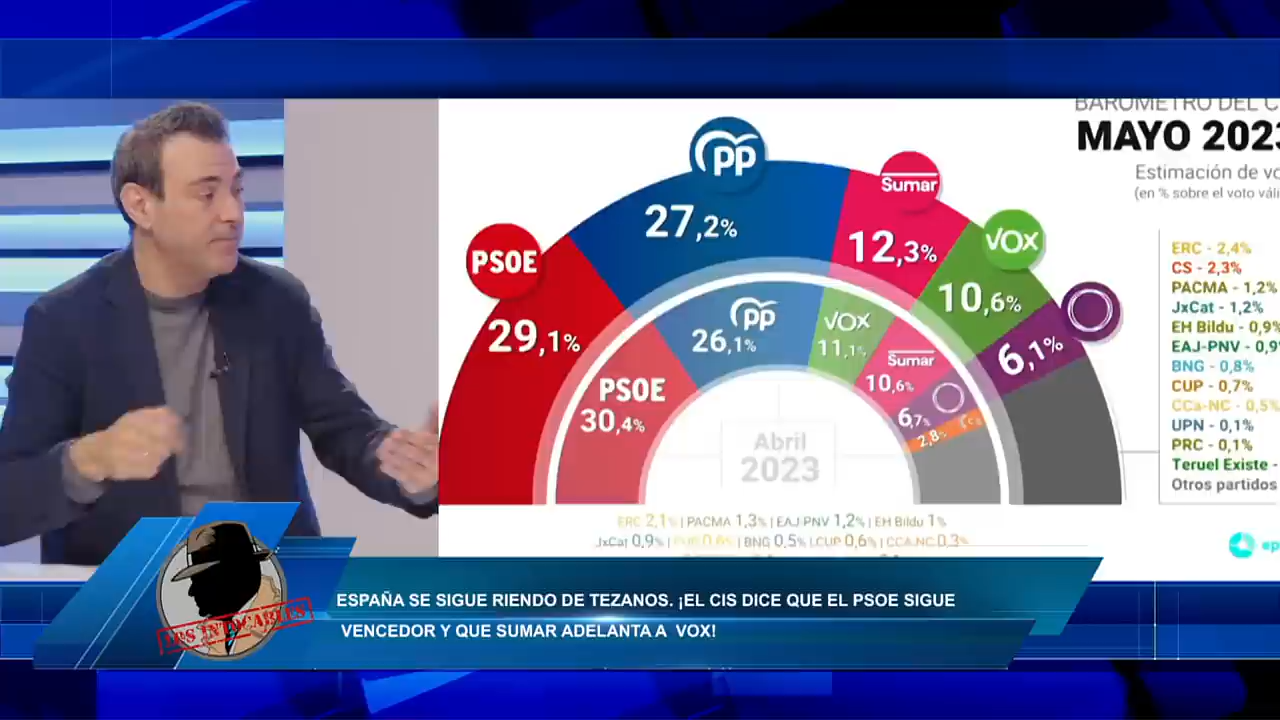 BARÓMETRO DEL C
MAYO 2023
Estimación de vo
(en % sobre el voto váli
PP
27,2%
Sumar
12,3%
PSOE
29,1%
VOX
10,6%
6,1%
PP
26,1%
VOX
11,1%
Sumar
10,6%
PSOE
30,4%
6,7%
2,8%
Abril
2023
ERC - 2,4%
CS - 2,3%
PACMA - 1,2%
JxCat - 1,2%
EH Bildu - 0,9%
EAJ-PNV - 0,9%
BNG - 0,8%
CUP - 0,7%
CCa-NC - 0,5%
UPN - 0,1%
PRC - 0,1%
Teruel Existe -
Otros partidos
ERC 2,1% | PACMA 1,3% | EAJ PNV 1,2% | EH Bildu 1%
JxCat 0,9% | 0,6% | BNG 0,5% | CUP 0,6% | CCA-NC 0,3%
ep
LOS INTOCABLES
ESPAÑA SE SIGUE RIENDO DE TEZANOS. ¡EL CIS DICE QUE EL PSOE SIGUE
VENCEDOR Y QUE SUMAR ADELANTA A VOX!